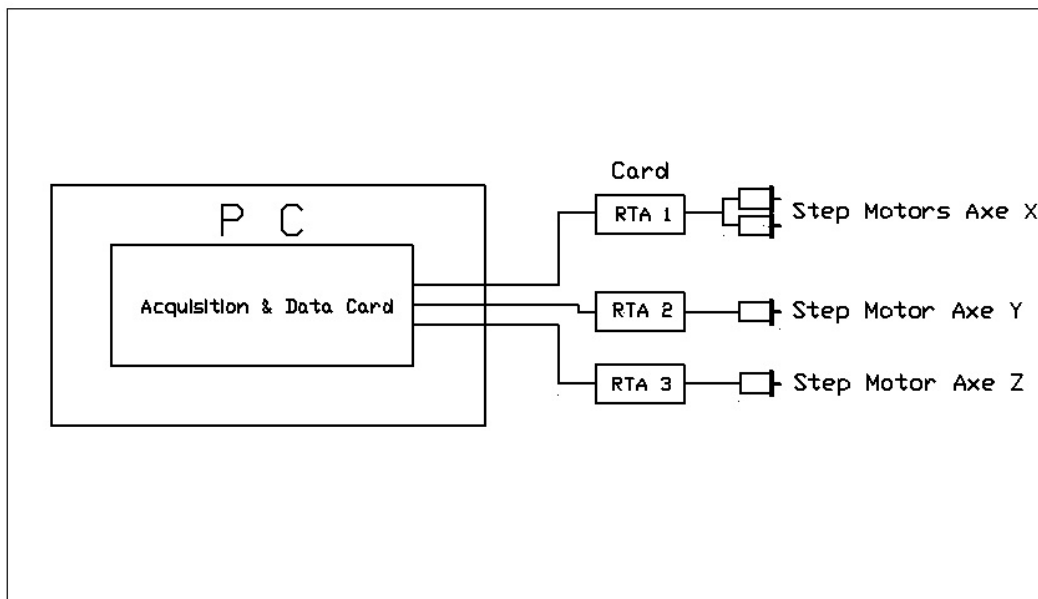 Card
P C
RTA 1
Step Motors Axe X
Acquisition & Data Card
RTA 2
Step Motor Axe Y
RTA 3
Step Motor Axe Z